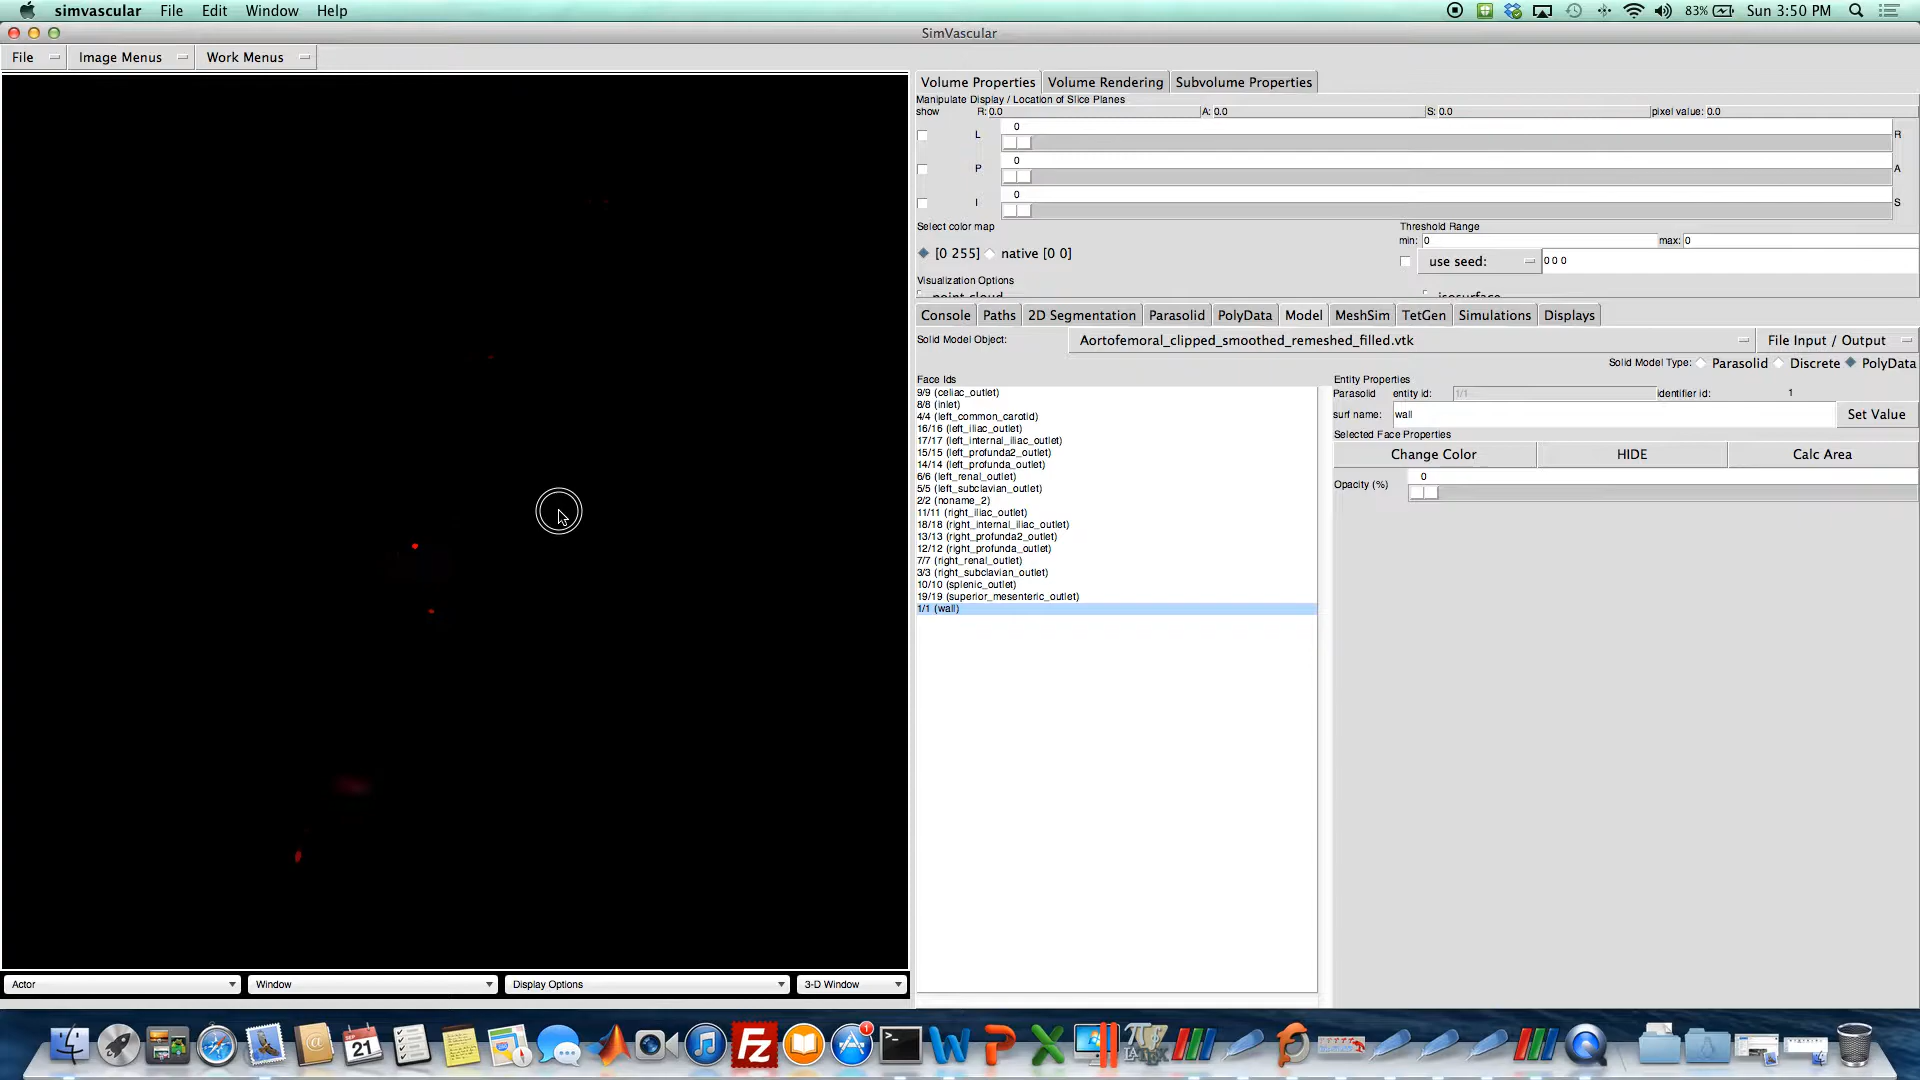 simvascular File Edit Window Help 83% Sun 3:50 PM
SimVascular
File Image Menus Work Menus
Volume Properties Volume Rendering Subvolume Properties
Manipulate Display / Location of Slice Planes
show R: 0.0 A: 0.0 S: 0.0 pixel value: 0.0
0
L R
0
P A
0
I S
Select color map Threshold Range
min: 0 max: 0
[0 255] native [0 0] use seed: 0 0 0
Visualization Options
point cloud isosurface
Console Paths 2D Segmentation Parasolid PolyData Model MeshSim TetGen Simulations Displays
Solid Model Object: Aortofemoral_clipped_smoothed_remeshed_filled.vtk File Input / Output
Solid Model Type: Parasolid Discrete PolyData
Face Ids
9/9 (celiac_outlet)
8/8 (inlet)
4/4 (left_common_carotid)
16/16 (left_iliac_outlet)
17/17 (left_internal_iliac_outlet)
15/15 (left_profunda2_outlet)
14/14 (left_profunda_outlet)
6/6 (left_renal_outlet)
5/5 (left_subclavian_outlet)
2/2 (noname_2)
11/11 (right_iliac_outlet)
18/18 (right_internal_iliac_outlet)
13/13 (right_profunda2_outlet)
12/12 (right_profunda_outlet)
7/7 (right_renal_outlet)
3/3 (right_subclavian_outlet)
10/10 (splenic_outlet)
19/19 (superior_mesenteric_outlet)
1/1 (wall)
Entity Properties
Parasolid entity id: 1/1 Identifier id: 1
surf name: wall Set Value
Selected Face Properties
Change Color HIDE Calc Area
0
Opacity (%)
Actor Window Display Options 3-D Window